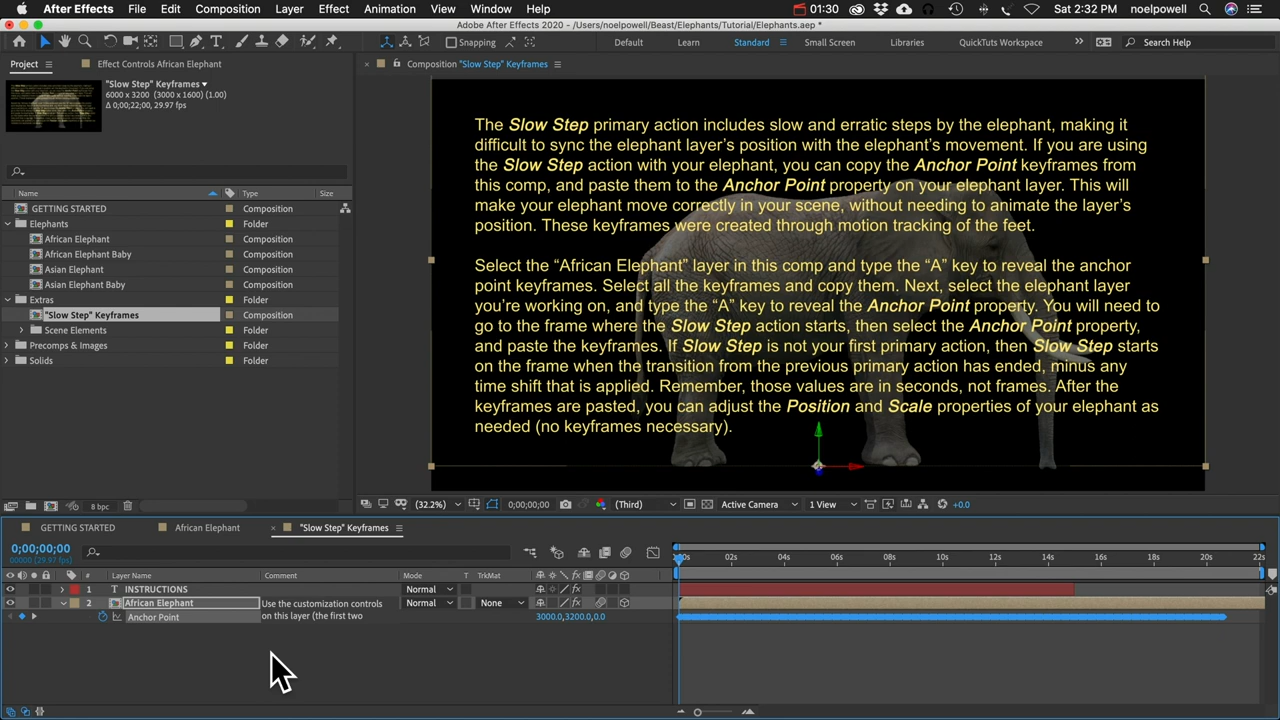 After Effects File Edit Composition Layer Effect Animation View Window Help 01:30 Sat 2:32 PM noelpowell
Adobe After Effects 2020 - /Users/noelpowell/Beast/Elephants/Tutorial/Elephants.aep *
Snapping Default Learn Standard Small Screen Libraries QuickTuts Workspace Search Help
Project Effect Controls African Elephant Composition "Slow Step" Keyframes
"Slow Step" Keyframes
6000 x 3200 (3000 x 1600) (1.00)
Δ 0;00;22;00, 29.97 fps
Name Type Size
GETTING STARTED Composition
Elephants Folder
African Elephant Composition
African Elephant Baby Composition
Asian Elephant Composition
Asian Elephant Baby Composition
Extras Folder
"Slow Step" Keyframes Composition
Scene Elements Folder
Precomps & Images Folder
Solids Folder
The Slow Step primary action includes slow and erratic steps by the elephant, making it
difficult to sync the elephant layer's position with the elephant's movement. If you are using
the Slow Step action with your elephant, you can copy the Anchor Point keyframes from
this comp, and paste them to the Anchor Point property on your elephant layer. This will
make your elephant move correctly in your scene, without needing to animate the layer's
position. These keyframes were created through motion tracking of the feet.
Select the “African Elephant” layer in this comp and type the “A” key to reveal the anchor
point keyframes. Select all the keyframes and copy them. Next, select the elephant layer
you're working on, and type the “A” key to reveal the Anchor Point property. You will need to
go to the frame where the Slow Step action starts, then select the Anchor Point property,
and paste the keyframes. If Slow Step is not your first primary action, then Slow Step starts
on the frame when the transition from the previous primary action has ended, minus any
time shift that is applied. Remember, those values are in seconds, not frames. After the
keyframes are pasted, you can adjust the Position and Scale properties of your elephant as
needed (no keyframes necessary).
8 bpc (32.2%) 0;00;00;00 (Third) Active Camera 1 View +0.0
GETTING STARTED African Elephant "Slow Step" Keyframes
0;00;00;00
00000 (29.97 fps)
02s 04s 06s 08s 10s 12s 14s 16s 18s 20s 22s
# Layer Name Comment Mode T TrkMat
1 T INSTRUCTIONS Normal
2 African Elephant Use the customization controls Normal None
Anchor Point on this layer (the first two 3000.0,3200.0,0.0